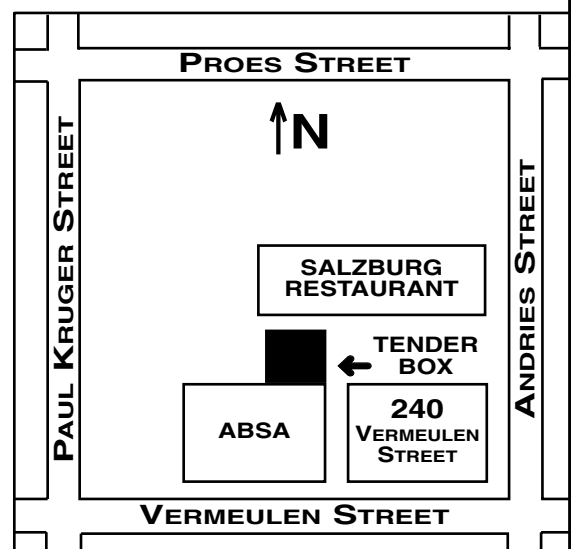 PROES STREET
N
PAUL KRUGER STREET
ANDRIES STREET
SALZBURG
RESTAURANT
TENDER
BOX
ABSA
240
VERMEULEN
STREET
VERMEULEN STREET